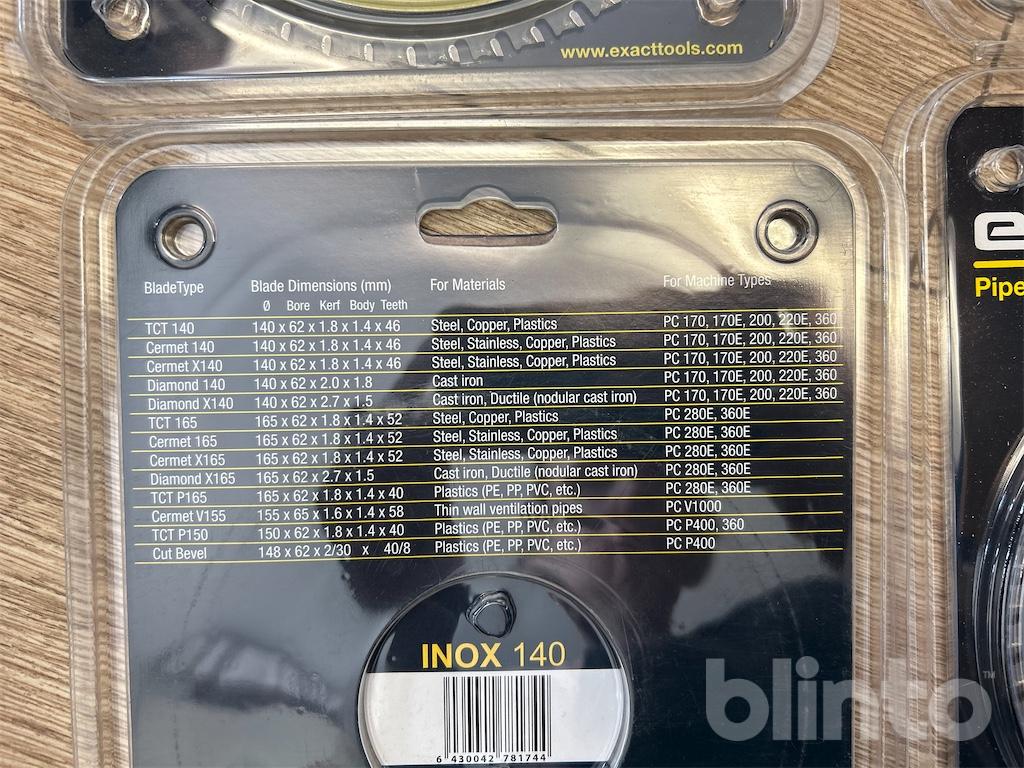 www.exacttools.com
BladeType Blade Dimensions (mm) For Materials For Machine Types
Ø Bore Kerf Body Teeth
TCT 140 140 x 62 x 1.8 x 1.4 x 46 Steel, Copper, Plastics PC 170, 170E, 200, 220E, 360
Cermet 140 140 x 62 x 1.8 x 1.4 x 46 Steel, Stainless, Copper, Plastics PC 170, 170E, 200, 220E, 360
Cermet X140 140 x 62 x 1.8 x 1.4 x 46 Steel, Stainless, Copper, Plastics PC 170, 170E, 200, 220E, 360
Diamond 140 140 x 62 x 2.0 x 1.8 Cast iron PC 170, 170E, 200, 220E, 360
Diamond X140 140 x 62 x 2.7 x 1.5 Cast iron, Ductile (nodular cast iron) PC 170, 170E, 200, 220E, 360
TCT 165 165 x 62 x 1.8 x 1.4 x 52 Steel, Copper, Plastics PC 280E, 360E
Cermet 165 165 x 62 x 1.8 x 1.4 x 52 Steel, Stainless, Copper, Plastics PC 280E, 360E
Cermet X165 165 x 62 x 1.8 x 1.4 x 52 Steel, Stainless, Copper, Plastics PC 280E, 360E
Diamond X165 165 x 62 x 2.7 x 1.5 Cast iron, Ductile (nodular cast iron) PC 280E, 360E
TCT P165 165 x 62 x 1.8 x 1.4 x 40 Plastics (PE, PP, PVC, etc.) PC 280E, 360E
Cermet V155 155 x 65 x 1.6 x 1.4 x 58 Thin wall ventilation pipes PC V1000
TCT P150 150 x 62 x 1.8 x 1.4 x 40 Plastics (PE, PP, PVC, etc.) PC P400, 360
Cut Bevel 148 x 62 x 2/30 x 40/8 Plastics (PE, PP, PVC, etc.) PC P400
INOX 140
6 430042 781744
e
Pipe
blinto™